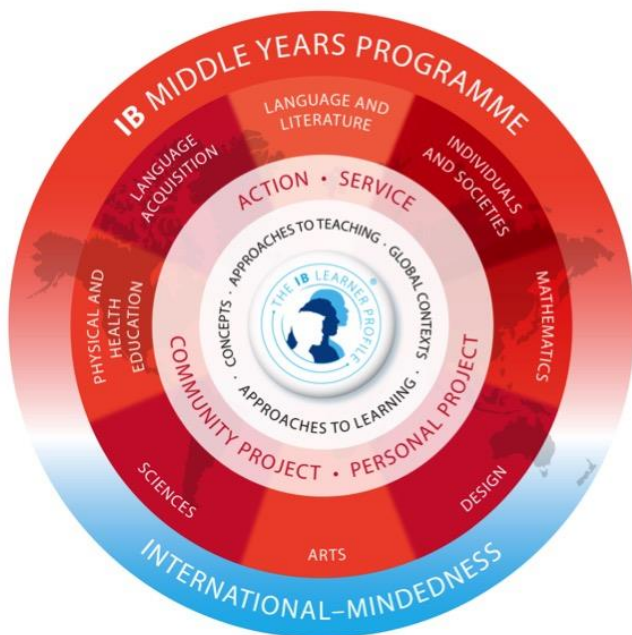 IB MIDDLE YEARS PROGRAMME
LANGUAGE AND
LITERATURE
INDIVIDUALS
AND SOCIETIES
MATHEMATICS
DESIGN
ARTS
SCIENCES
PHYSICAL AND
HEALTH
EDUCATION
LANGUAGE
ACQUISITION
ACTION • SERVICE
PERSONAL PROJECT
COMMUNITY PROJECT •
APPROACHES TO TEACHING ·
GLOBAL CONTEXTS ·
APPROACHES TO LEARNING ·
CONCEPTS ·
THE IB LEARNER PROFILE
®
INTERNATIONAL–MINDEDNESS